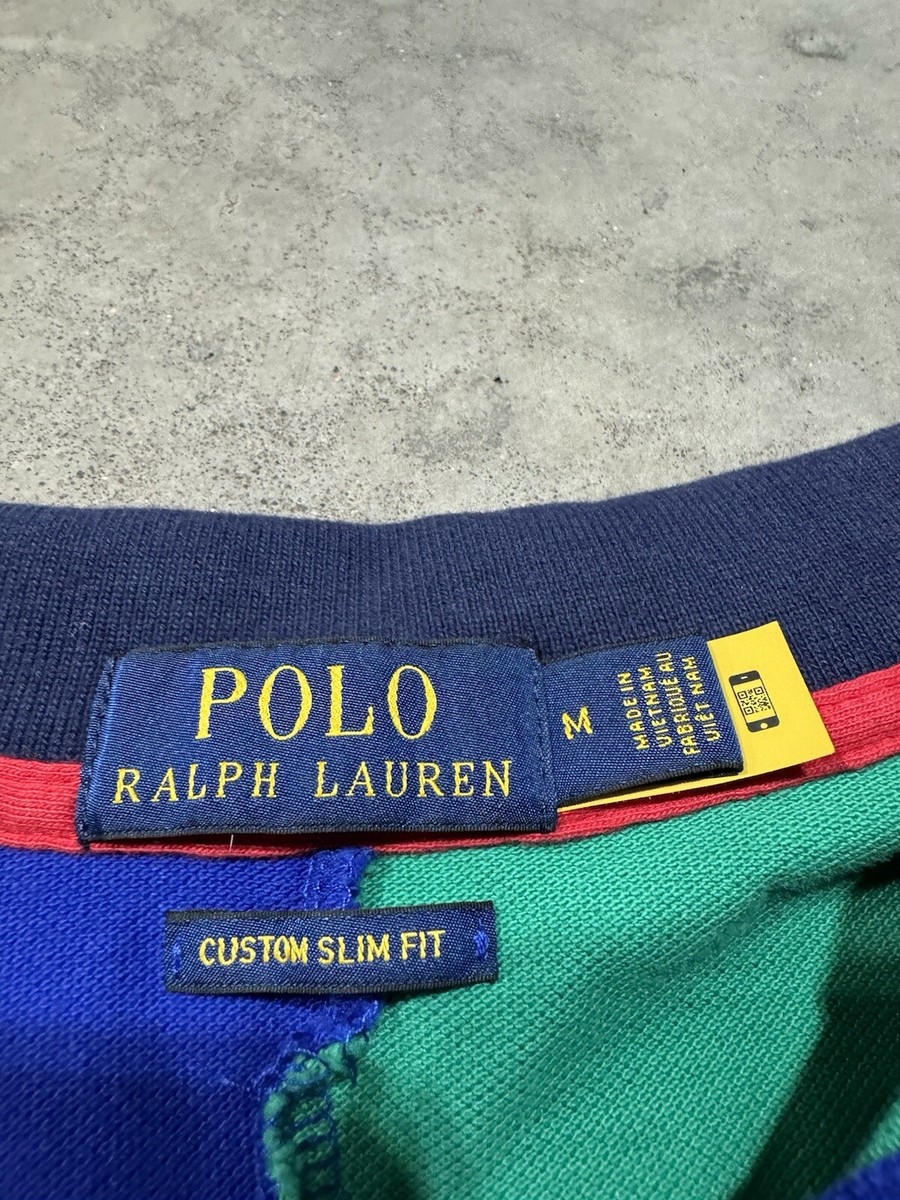 POLO
RALPH LAUREN
M
MADE IN
VIETNAM
FABRIQUÉ AU
VIÊT NAM
CUSTOM SLIM FIT